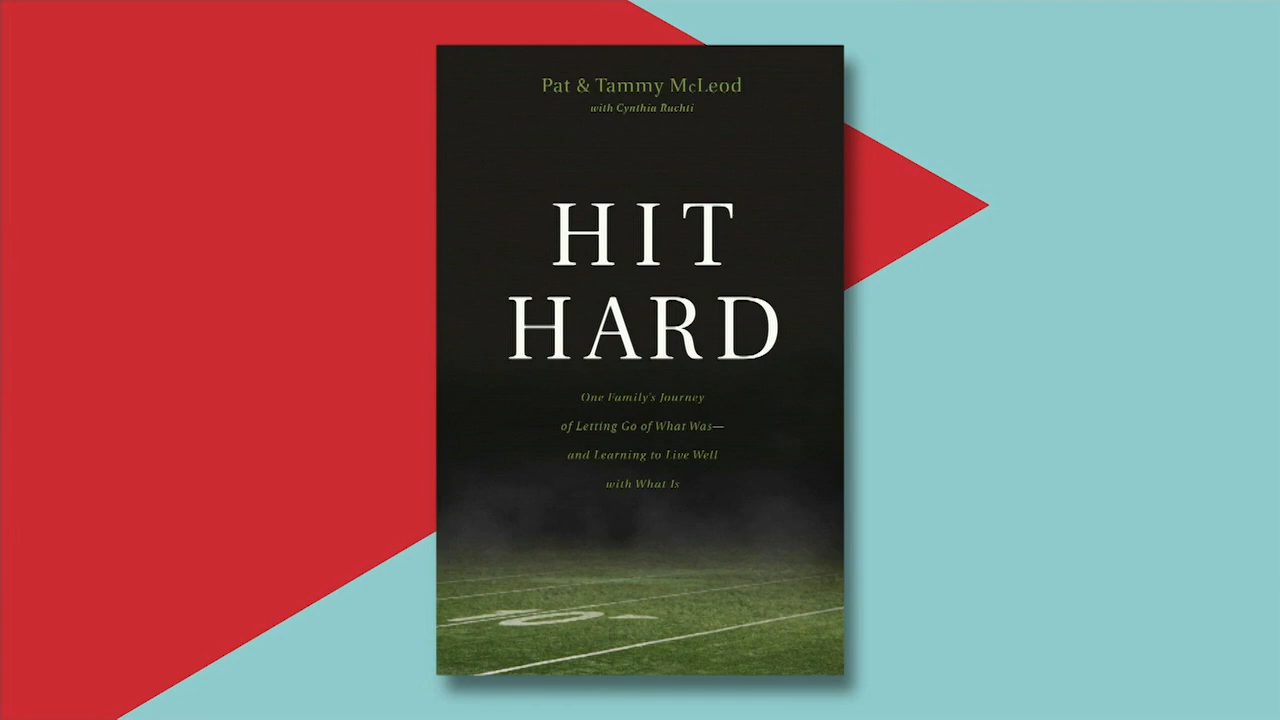 Pat & Tammy McLeod
with Cynthia Ruchti
HIT
HARD
One Family's Journey
of Letting Go of What Was—
and Learning to Live Well
with What Is